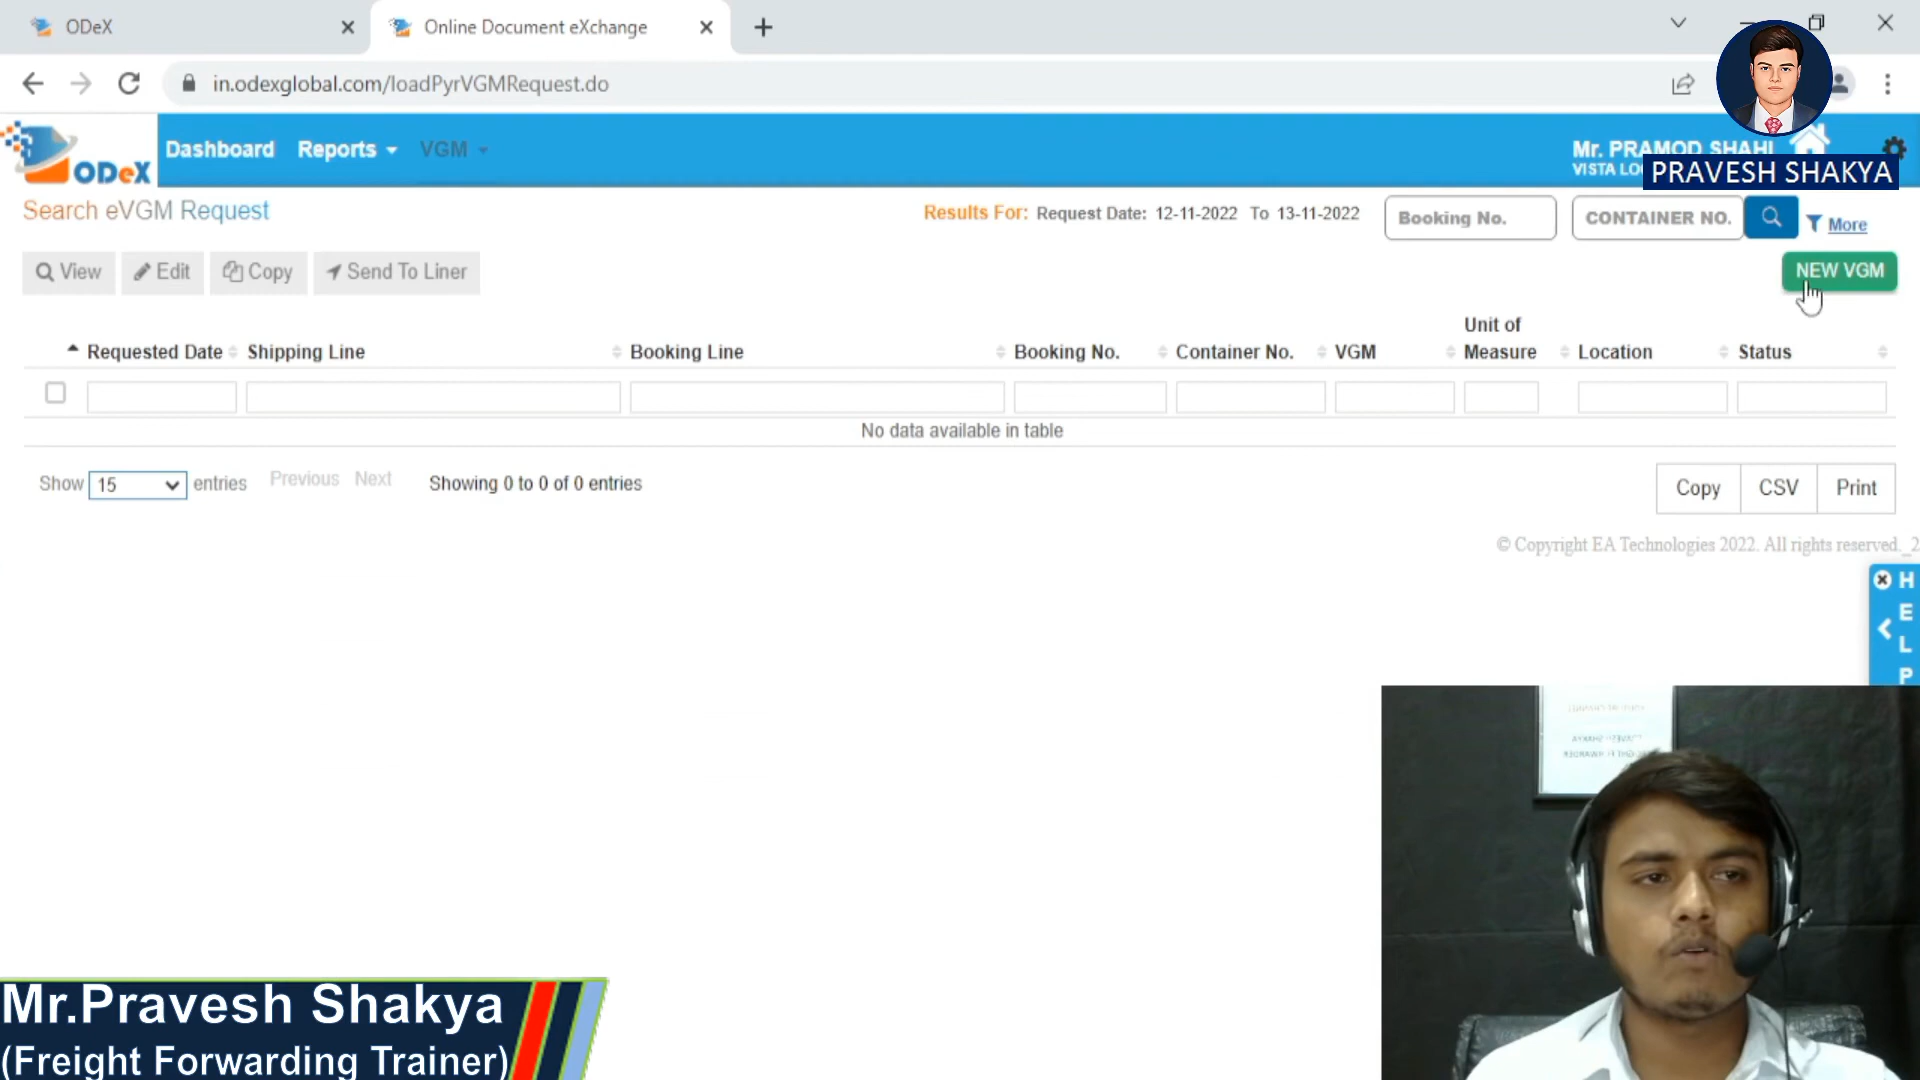 ODeX
Online Document eXchange
in.odexglobal.com/loadPyrVGMRequest.do
ODeX
Dashboard
Reports
VGM
Mr. PRAMOD SHAHI
VISTA LO
PRAVESH SHAKYA
Search eVGM Request
Results For: Request Date: 12-11-2022 To 13-11-2022
Booking No.
CONTAINER NO.
More
View
Edit
Copy
Send To Liner
NEW VGM
Requested Date
Shipping Line
Booking Line
Booking No.
Container No.
VGM
Unit of
Measure
Location
Status
No data available in table
Show 15 entries
Previous
Next
Showing 0 to 0 of 0 entries
Copy
CSV
Print
© Copyright EA Technologies 2022. All rights reserved._2
HELP
Mr.Pravesh Shakya
(Freight Forwarding Trainer)